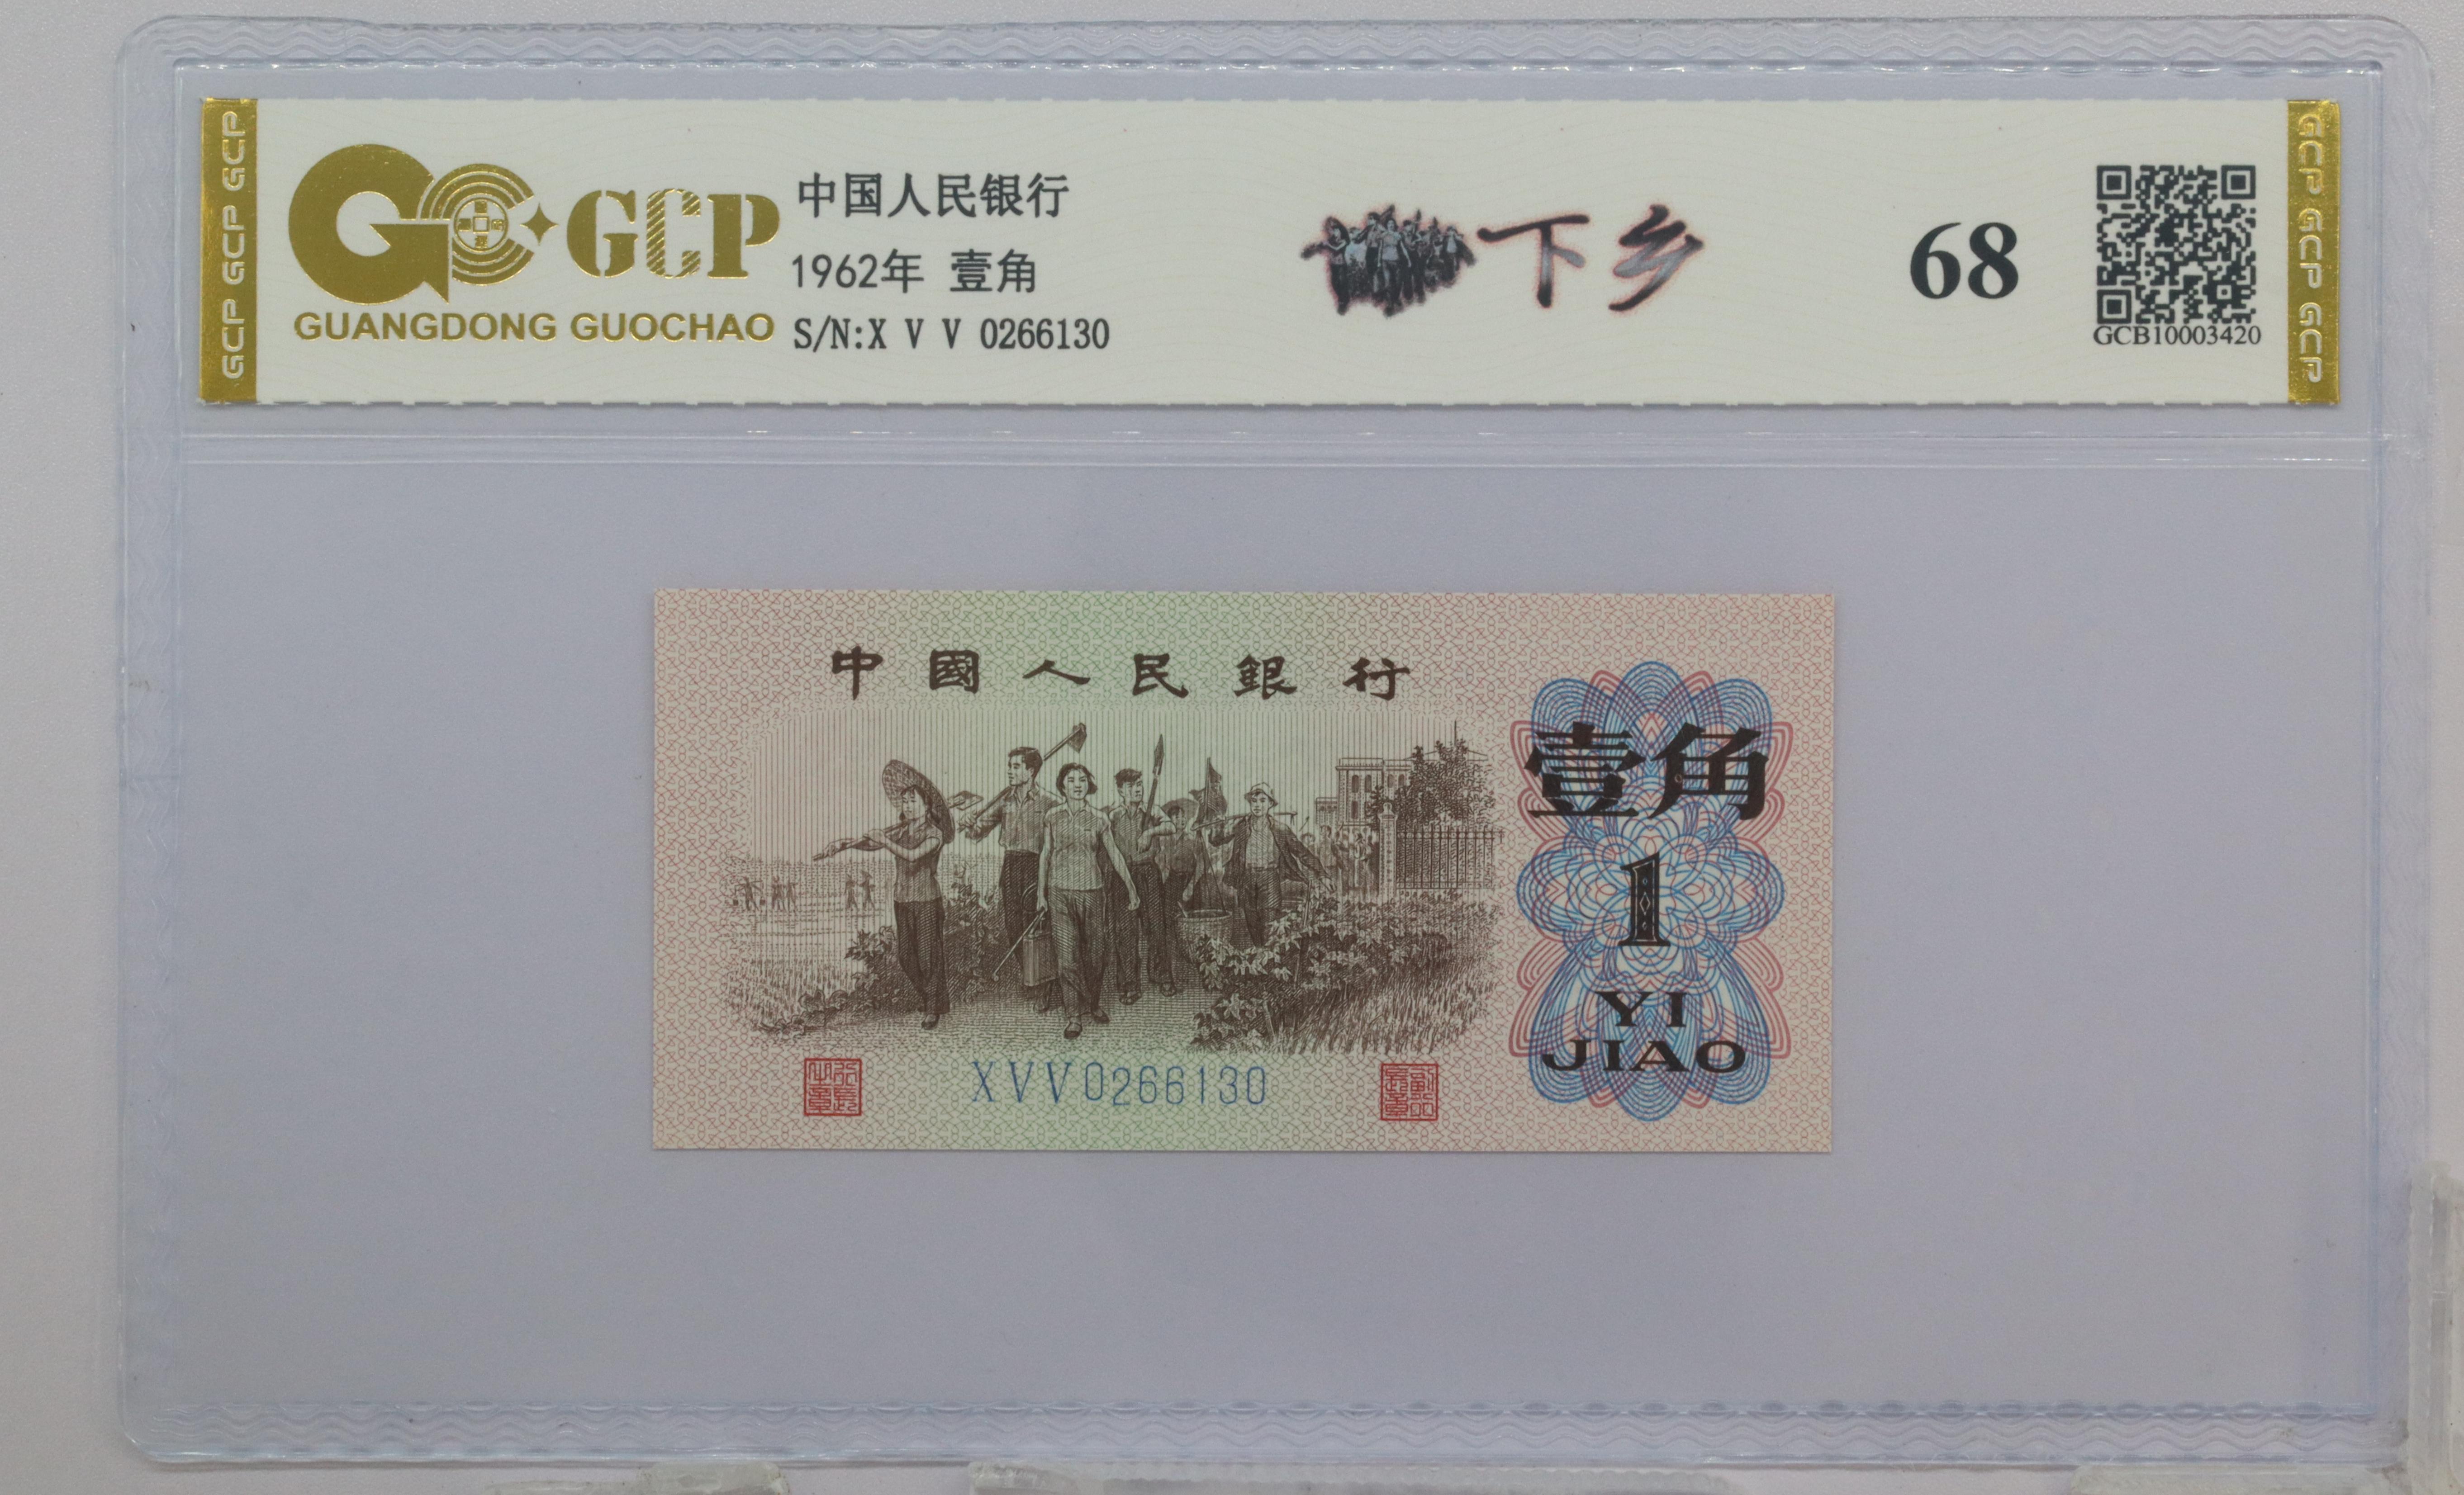 GCP GCP GCP
GCP
GUANGDONG GUOCHAO
中国人民银行
1962年 壹角
S/N:X V V 0266130
下乡
68
GCB10003420
GCP GCP GCP
中國人民銀行
壹角
1
YI
JIAO
XVV0266130